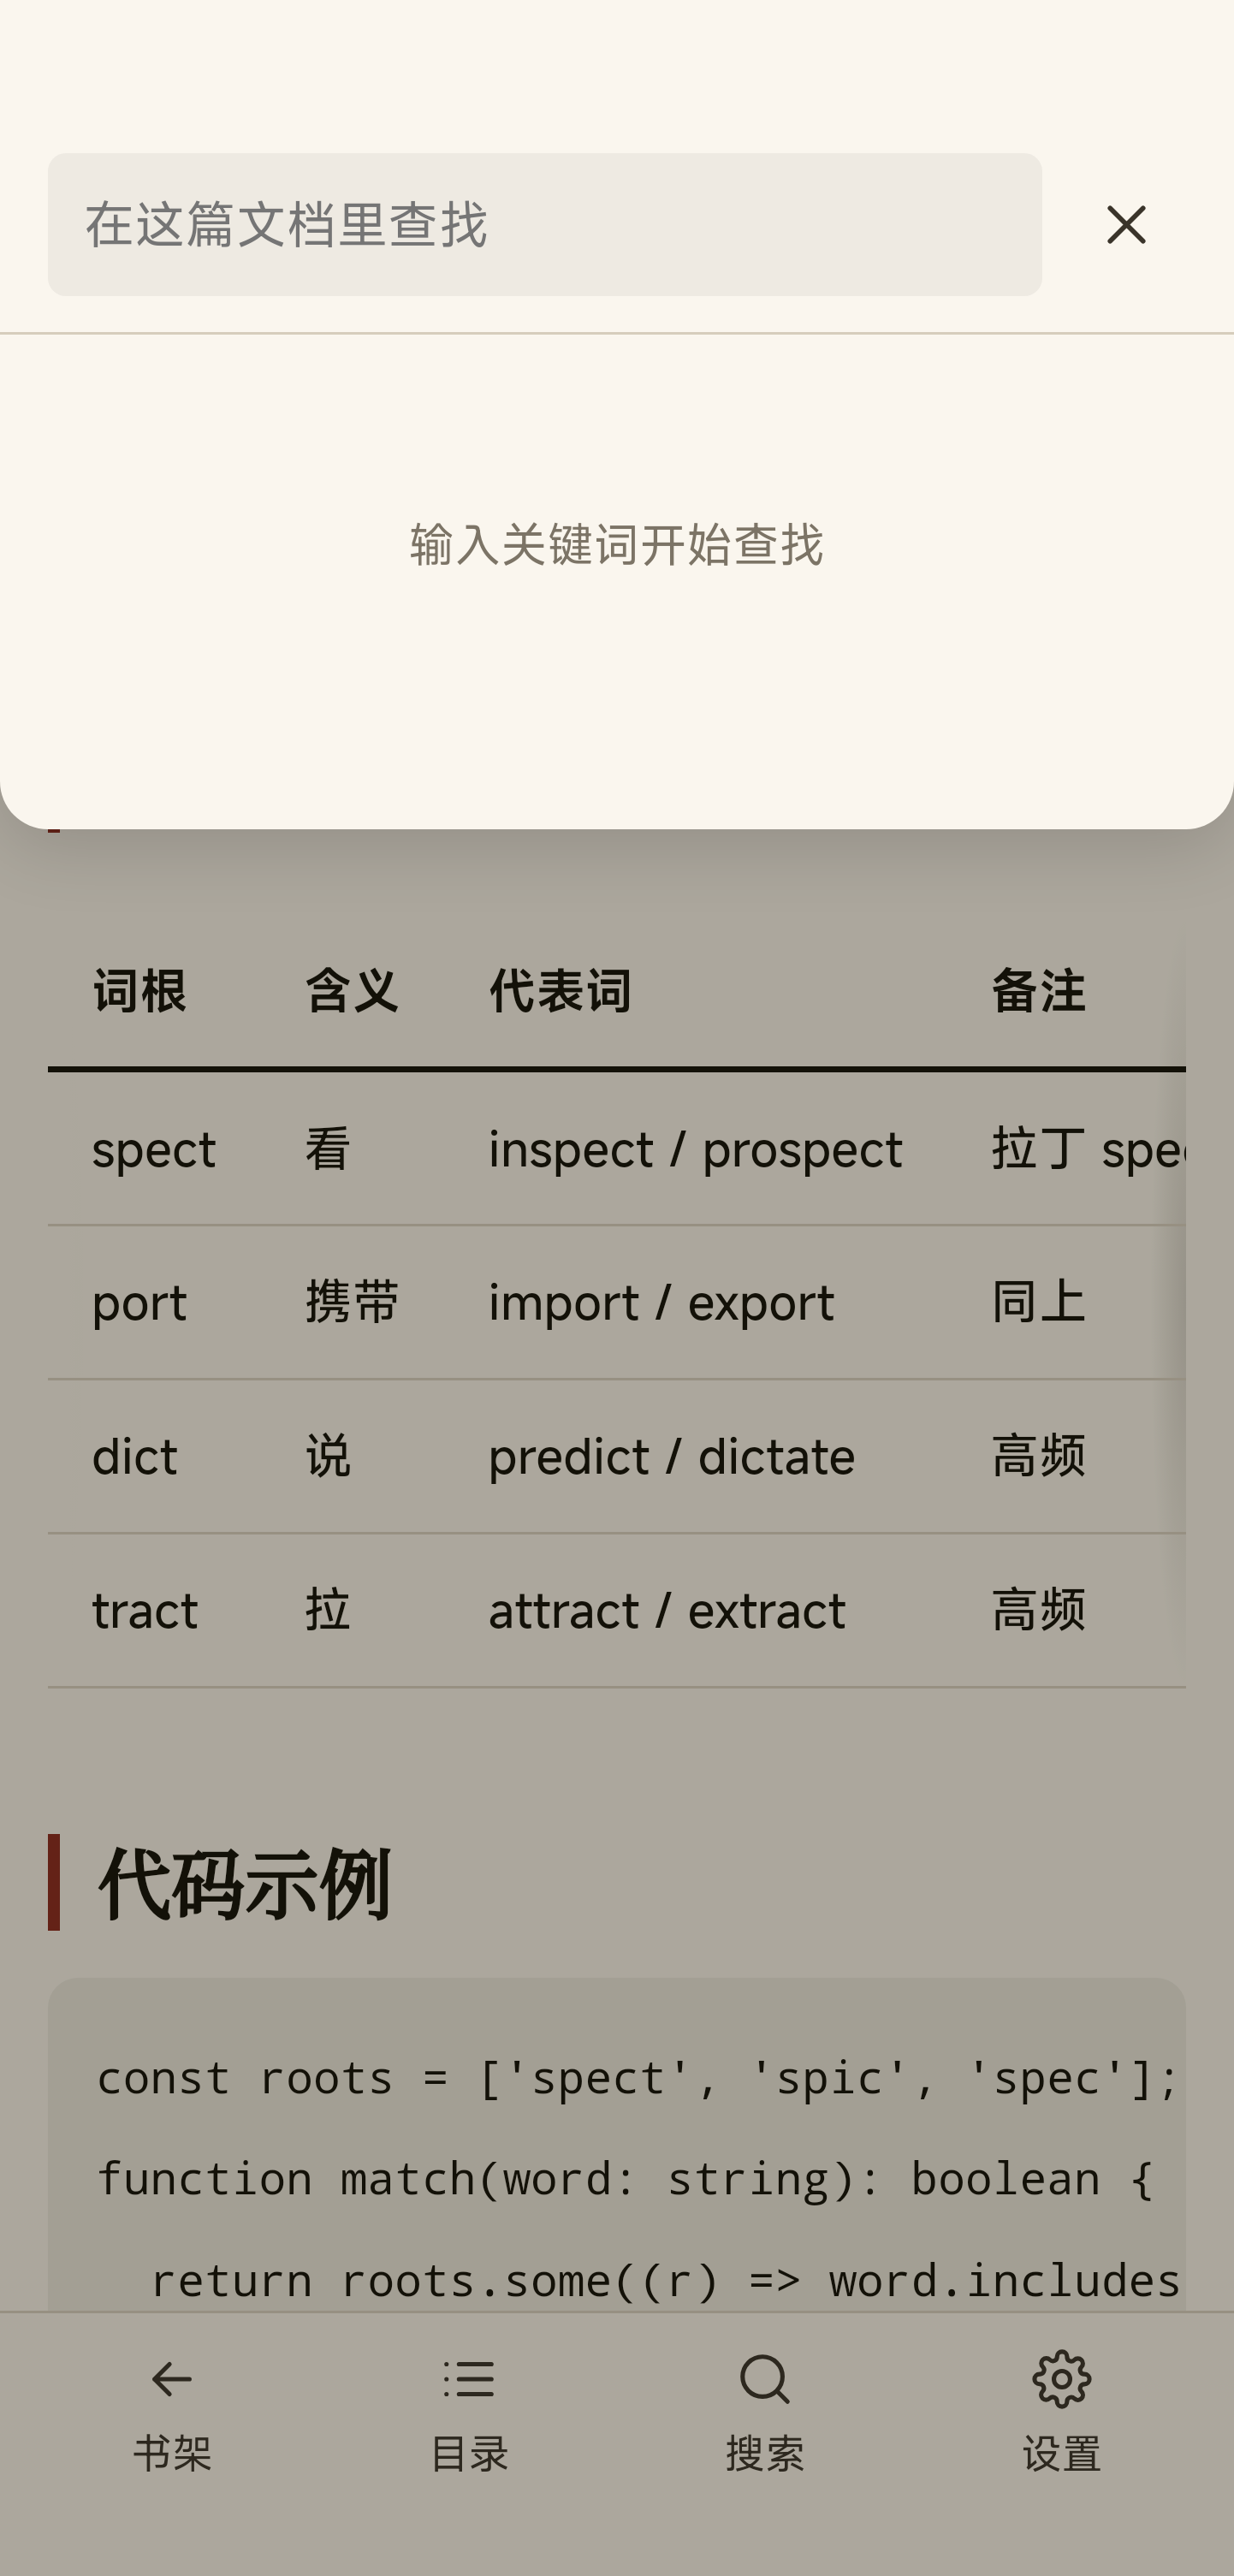 在这篇文档里查找
输入关键词开始查找
词根 含义 代表词 备注
spect 看 inspect / prospect 拉丁 spe
port 携带 import / export 同上
dict 说 predict / dictate 高频
tract 拉 attract / extract 高频
代码示例
const roots = ['spect', 'spic', 'spec'];
function match(word: string): boolean {
return roots.some((r) => word.includes
书架 目录 搜索 设置